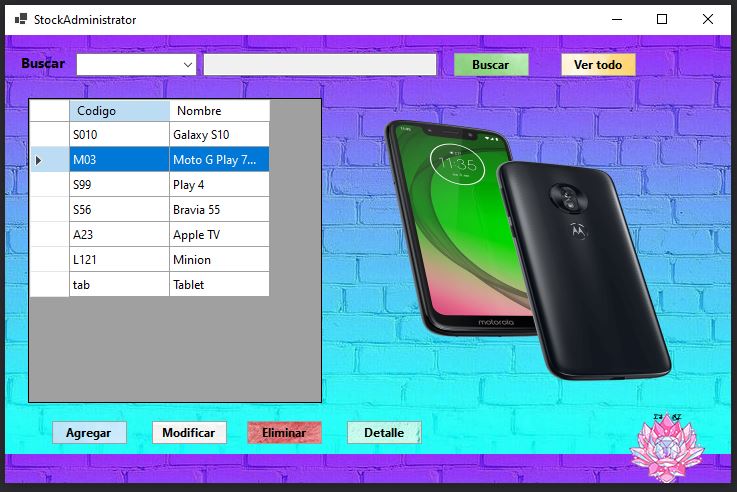 StockAdministrator
Buscar
Buscar
Ver todo
Codigo Nombre
S010 Galaxy S10
M03 Moto G Play 7...
S99 Play 4
S56 Bravia 55
A23 Apple TV
L121 Minion
tab Tablet
11:35
motorola
Agregar
Modificar
Eliminar
Detalle